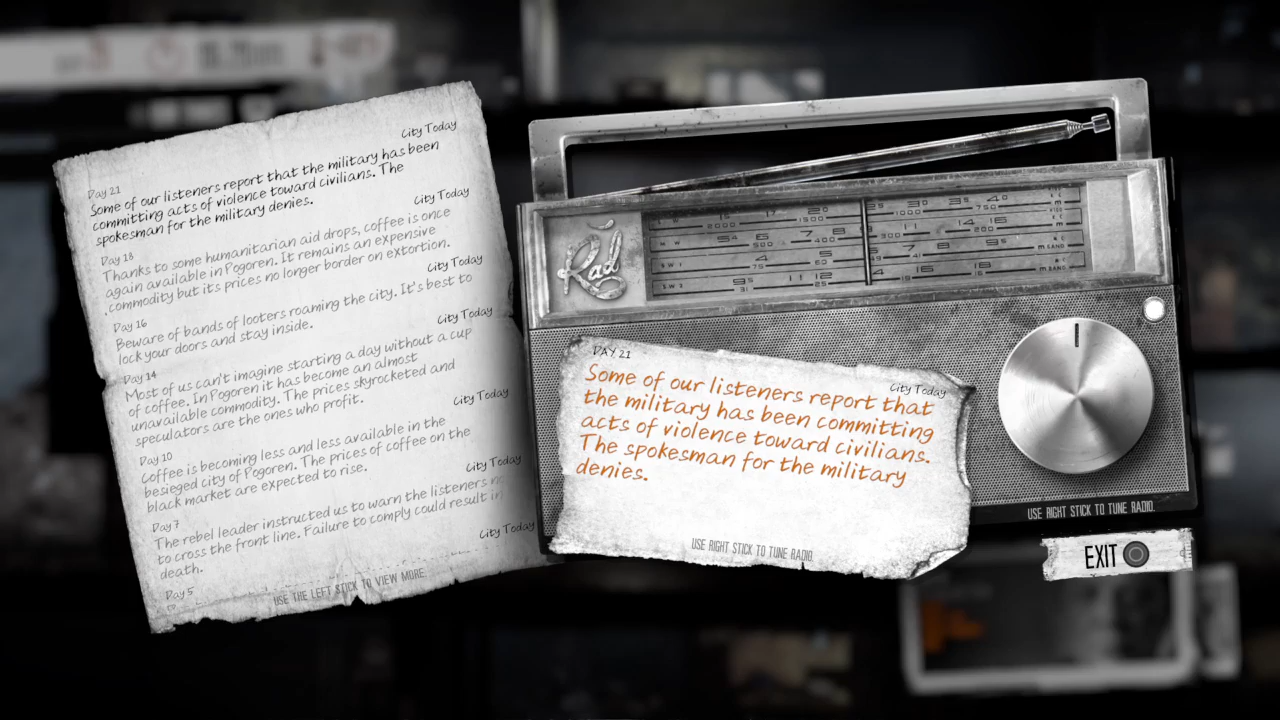 City Today
Day 21
Some of our listeners report that the military has been
committing acts of violence toward civilians. The
spokesman for the military denies.
City Today
Day 18
Thanks to some humanitarian aid drops, coffee is once
again available in Pogoren. It remains an expensive
commodity but it's prices no longer border on extortion.
City Today
Day 16
Beware of bands of looters roaming the city. It's best to
lock your doors and stay inside.
City Today
Day 14
Most of us can't imagine starting a day without a cup
of coffee. In Pogoren it has become an almost
unavailable commodity. The prices skyrocketed and
speculators are the ones who profit.
City Today
Day 10
Coffee is becoming less and less available in the
besieged city of Pogoren. The prices of coffee on the
black market are expected to rise.
City Today
Day 7
The rebel leader instructed us to warn the listeners
to cross the front line. Failure to comply could result in
death.
City Today
Day 5
USE THE LEFT STICK TO VIEW MORE
Rad
DAY 21
City Today
Some of our listeners report that
the military has been committing
acts of violence toward civilians.
The spokesman for the military
denies.
USE RIGHT STICK TO TUNE RADIO.
USE RIGHT STICK TO TUNE RADIO.
EXIT